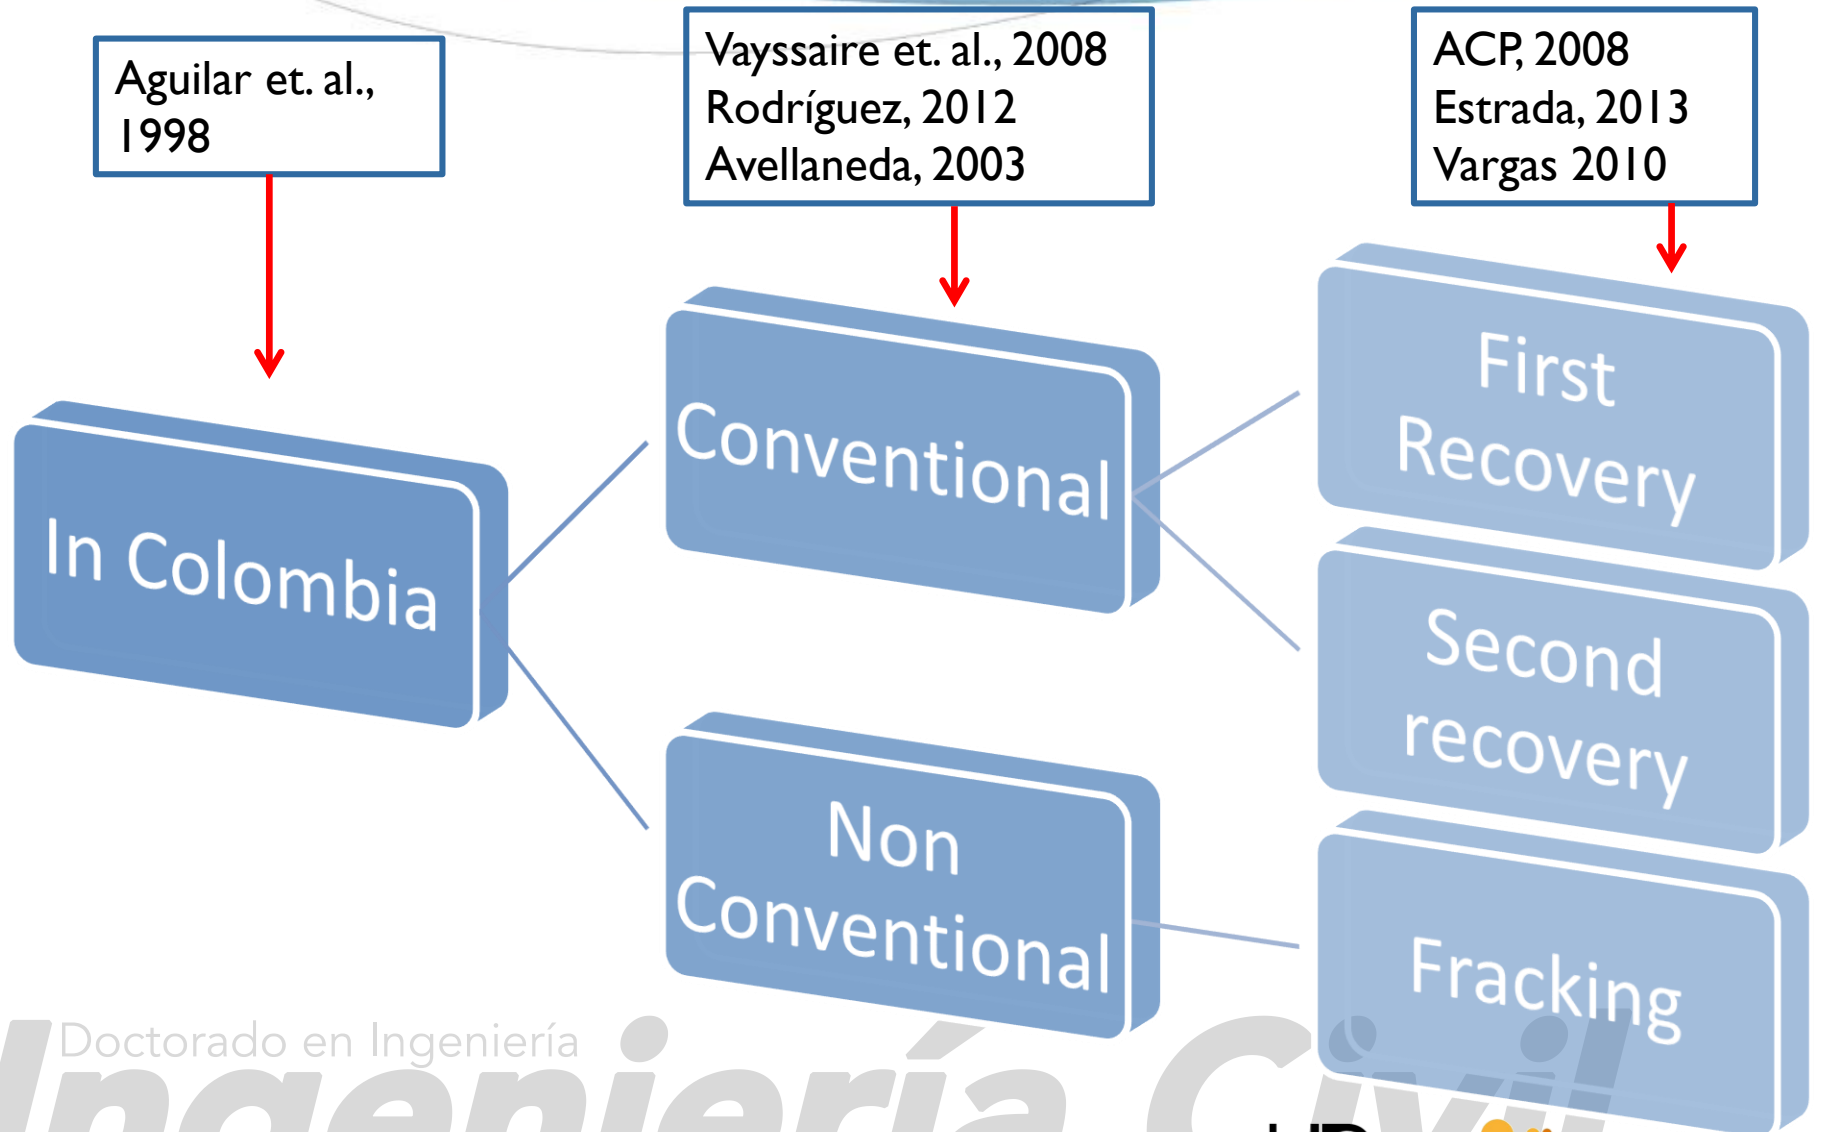 Aguilar et. al.,
1998
Vayssaire et. al., 2008
Rodríguez, 2012
Avellaneda, 2003
ACP, 2008
Estrada, 2013
Vargas 2010
In Colombia
Conventional
Non
Conventional
First
Recovery
Second
recovery
Fracking
Doctorado en Ingeniería
Ingeniería Civil